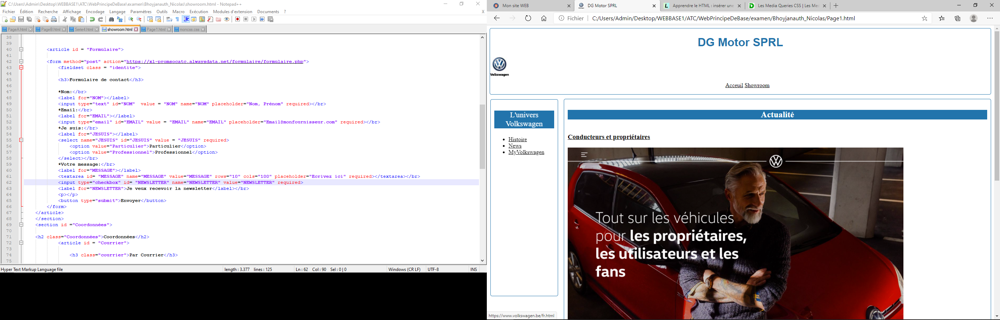 C:\Users\Admin\Desktop\WEBBASE1\ATC\WebPrincipeDeBase\examen\Bhoyjanauth_Nicolas\showroom.html - Notepad++
Fichier Édition Recherche Affichage Encodage Langage Paramètres Outils Macro Exécution Modules d'extension Documents ? X
PageA.html PageB.html Serie4.html showroom.html Page1.html moncss.css
38
39
40 <article id = "Formulaire">
41
42 <form method="post" action="https://xl-promsocatc.alwaysdata.net/formulaire/formulaire.php">
43 <fieldset class = "identite">
44
45 <h3>Formulaire de contact</h3>
46
47 *Nom:</br>
48 <label for="NOM"></label>
49 <input type="text" id="NOM"  value = "NOM" name="NOM" placeholder="Nom, Prénom" required></br>
50 *Email:</br>
51 <label for="EMAIL"></label>
52 <input type="email" id="EMAIL" value = "EMAIL" name="EMAIL" placeholder="Email@monfournisseur.com" required></br>
53 *Je suis:</br>
54 <label for="JESUIS"></label>
55 <select name="JESUIS" id="JESUIS" value = "JESUIS" required>
56 <option value="Particulier">Particulier</option>
57 <option value="Professionnel">Professionnel</option>
58 </select></br>
59 *Votre message:</br>
60 <label for="MESSAGE"></label>
61 <textarea id= "MESSAGE" name="MESSAGE" value="MESSAGE" rows="10" cols="100" placeholder="Ecrivez ici" required></textarea></br>
62 <input type="checkbox" id= "NEWSLETTER" name="NEWSLETTER" value="NEWSLETTER" required>
63 <label for="NEWSLETTER">Je veux recevoir la newsletter</label></br>
64 <p></p>
65 <button type="submit">Envoyer</button>
66 </form>
67 </article>
68 </section>
69 <section id ="Coordonnées">
70
71 <h2 class="Coordonnées">Coordonnées</h2>
72 <article id = "Courrier">
73
74 <h3 class="courrier">Par Courrier</h3>
75
Hyper Text Markup Language file length : 3.377 lines : 125 Ln : 62 Col : 90 Sel : 0 | 0 Windows (CR LF) UTF-8 INS
Mon site WEB DG Motor SPRL Apprendre le HTML : insérer une Les Media Queries CSS | Les Med
Fichier C:/Users/Admin/Desktop/WEBBASE1/ATC/WebPrincipeDeBase/examen/Bhoyjanauth_Nicolas/Page1.html
DG Motor SPRL
Volkswagen
Acceuil Showroom
L'univers
Volkswagen
Histoire
News
MyVolkswagen
Actualité
Conducteurs et propriétaires
Tout sur les véhicules
pour les propriétaires,
les utilisateurs et les
fans
https://www.volkswagen.be/fr.html